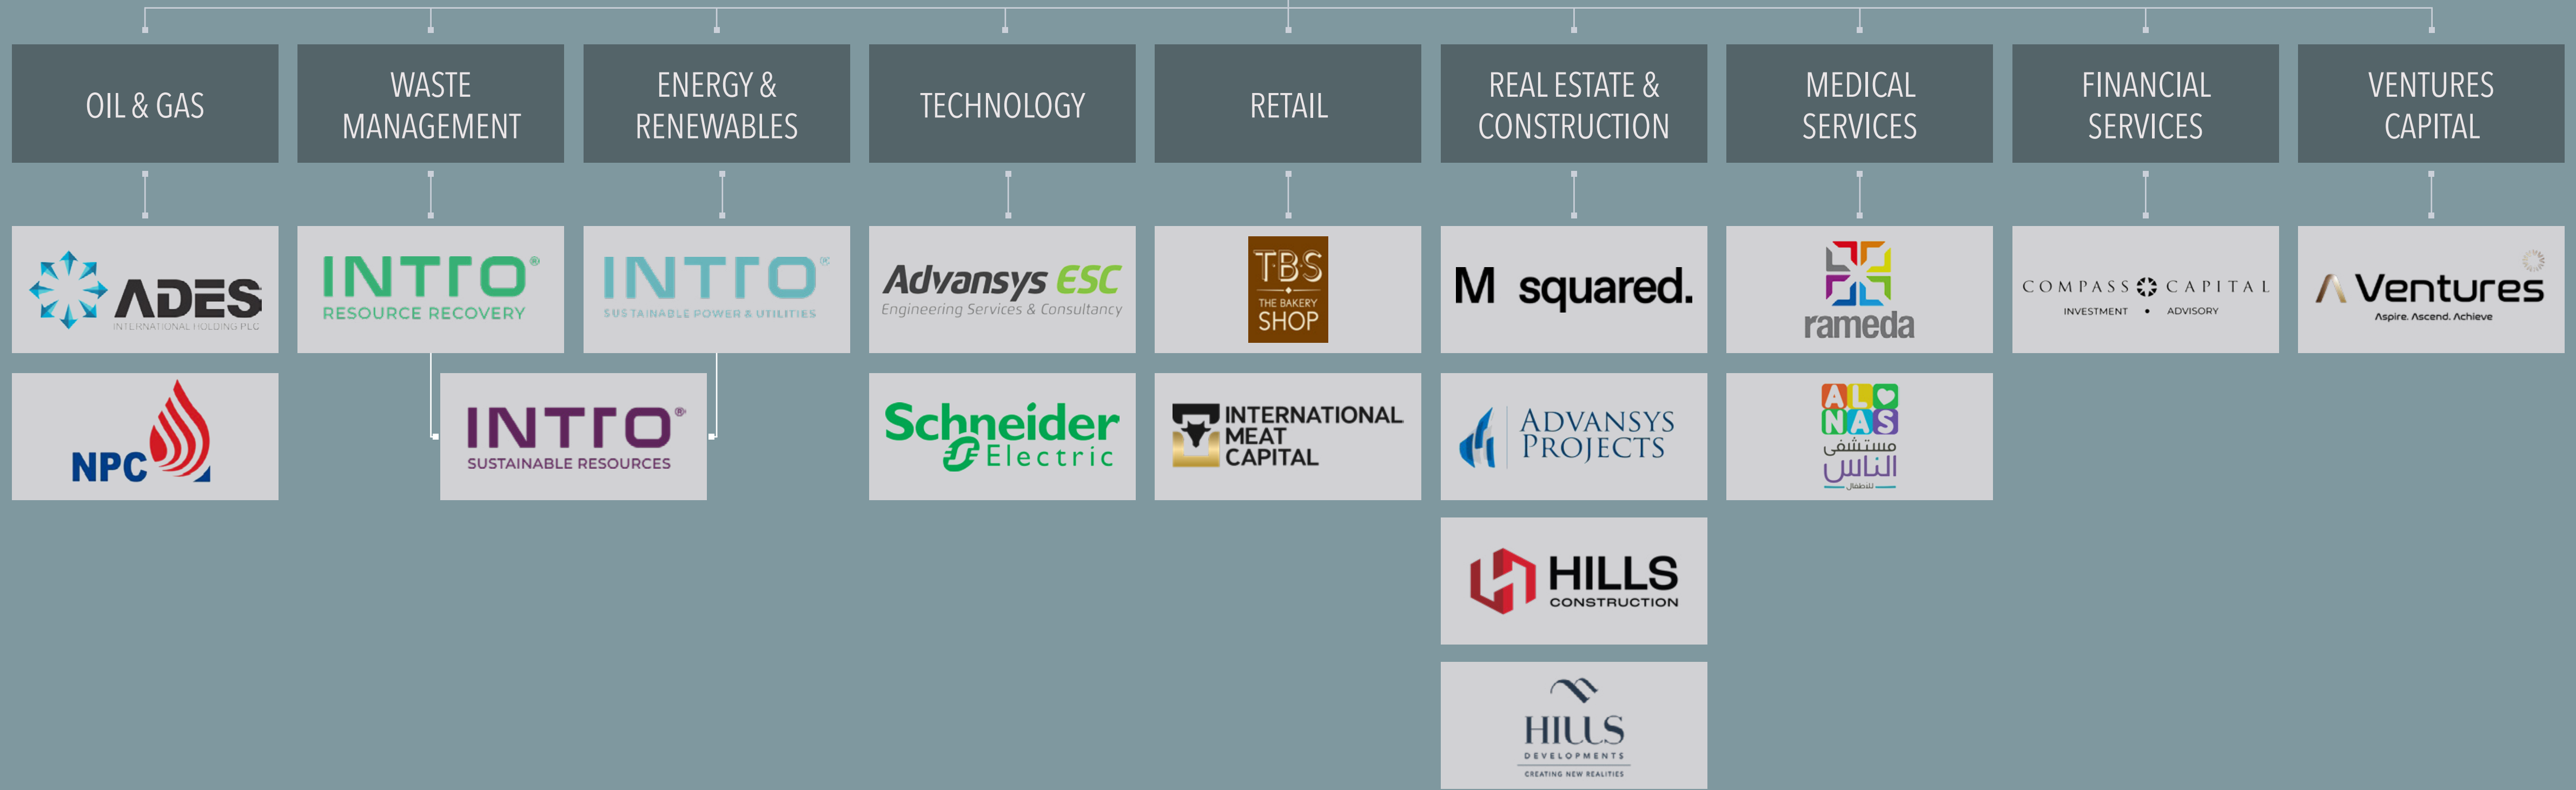 OIL & GAS
WASTE
MANAGEMENT
ENERGY &
RENEWABLES
TECHNOLOGY
RETAIL
REAL ESTATE &
CONSTRUCTION
MEDICAL
SERVICES
FINANCIAL
SERVICES
VENTURES
CAPITAL
ADES
INTERNATIONAL HOLDING PLC
INTRO®
RESOURCE RECOVERY
INTRO®
SUSTAINABLE POWER & UTILITIES
Advansys ESC
Engineering Services & Consultancy
T·B·S
THE BAKERY
SHOP
M squared.
rameda
COMPASS CAPITAL
INVESTMENT • ADVISORY
Ventures
Aspire. Ascend. Achieve
NPC
INTRO®
SUSTAINABLE RESOURCES
Schneider
Electric
INTERNATIONAL
MEAT
CAPITAL
ADVANSYS
PROJECTS
AL
NAS
مستشفى
الناس
للأطفال
HILLS
CONSTRUCTION
HILLS
DEVELOPMENTS
CREATING NEW REALITIES